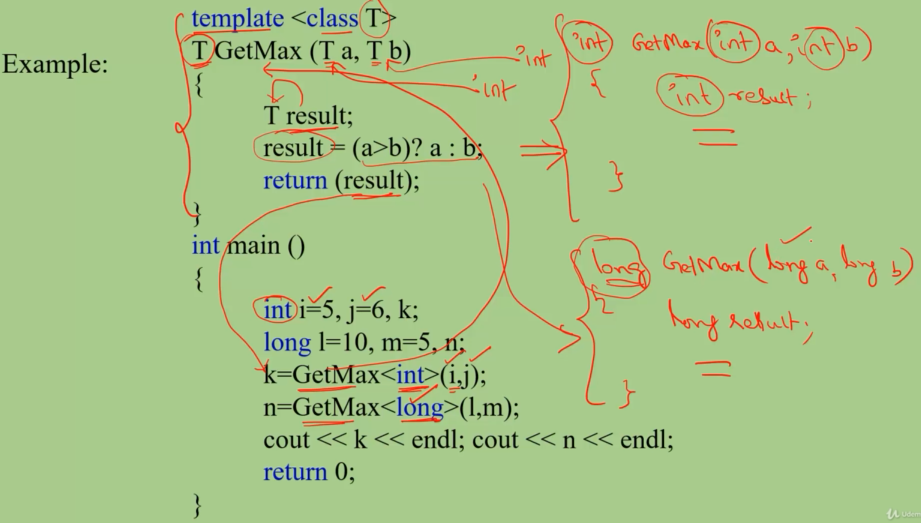 Example:
template <class T>
T GetMax (T a, T b)
{
T result;
result = (a>b)? a : b;
return (result);
}
int main ()
{
int i=5, j=6, k;
long l=10, m=5, n;
k=GetMax<int>(i,j);
n=GetMax<long>(l,m);
cout << k << endl; cout << n << endl;
return 0;
}
int
int
int GetMax(int a, int b)
{
int result;
}
long GetMax(long a, long b)
{
long result;
}
Udemy